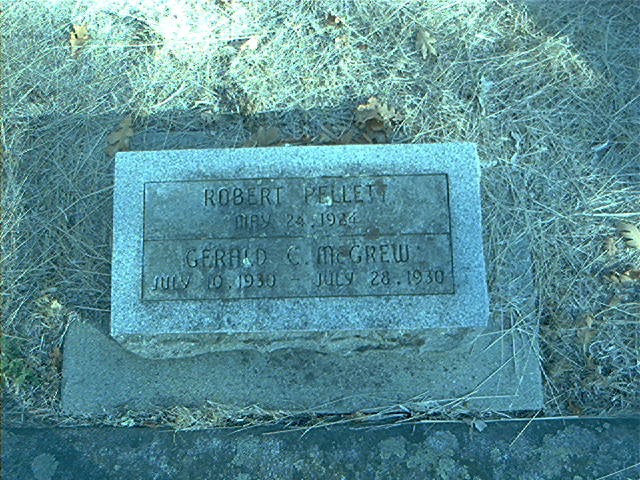 ROBERT PELLETT
MAY 24, 1924
GERALD C. McGREW
JULY 10, 1930 - JULY 28, 1930